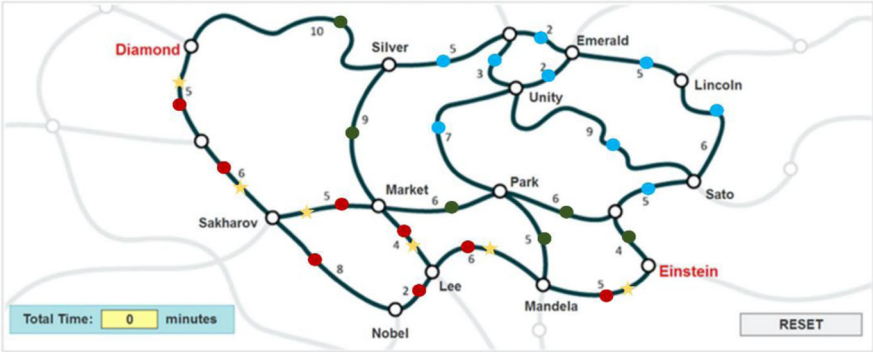 10
2
Diamond
Silver
5
Emerald
2
3
5
Lincoln
5
Unity
9
7
9
6
6
5
Market
Park
Sato
5
6
6
Sakharov
4
5
4
6
8
Einstein
2
Lee
5
Mandela
Total Time: 0 minutes
Nobel
RESET